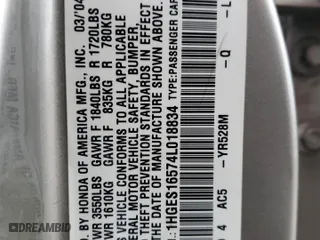 D. BY HONDA OF AMERICA MFG., INC. 03/04
WR 3550LBS GAWR F 1840LBS R 1720LBS
WR 1610KG GAWR F 835KG R 780KG
S VEHICLE CONFORMS TO ALL APPLICABLE
ERAL MOTOR VEHICLE SAFETY, BUMPER,
THEFT PREVENTION STANDARDS IN EFFECT
THE DATE OF MANUFACTURE SHOWN ABOVE.
: 1HGES16574L018834 TYPE:PASSENGER CAR
4 AC5 -YR528M -Q -L